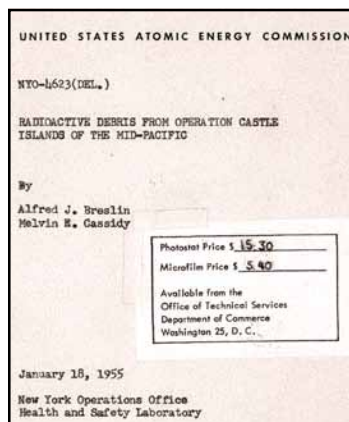 UNITED STATES ATOMIC ENERGY COMMISSION
NYO-4623(DEL.)
RADIOACTIVE DEBRIS FROM OPERATION CASTLE
ISLANDS OF THE MID-PACIFIC
By
Alfred J. Breslin
Melvin E. Cassidy
Photostat Price $ 15.30
Microfilm Price $ 5.40
Available from the
Office of Technical Services
Department of Commerce
Washington 25, D. C.
January 18, 1955
New York Operations Office
Health and Safety Laboratory